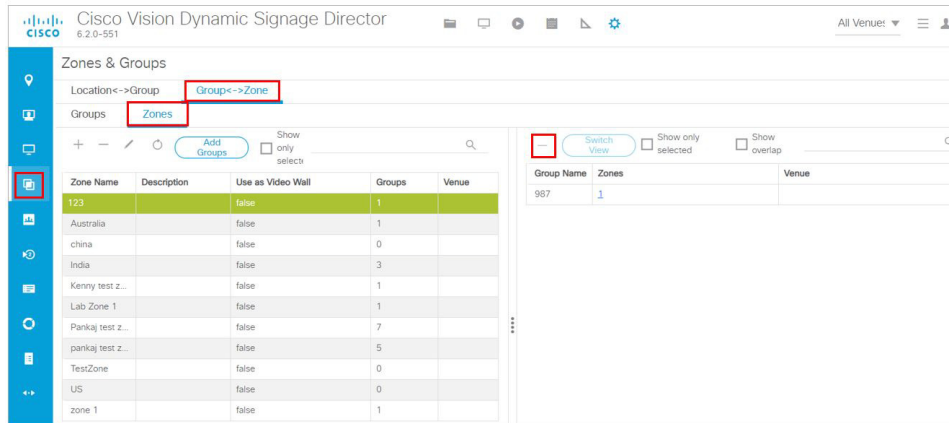 Cisco Vision Dynamic Signage Director
CISCO
6.2.0-551
All Venues
Zones & Groups
Location<->Group Group<->Zone
Groups Zones
Add Groups
Show only selecte
Switch View
Show only selected
Show overlap
Zone Name Description Use as Video Wall Groups Venue
Group Name Zones Venue
123 false 1
987 1
Australia false 1
china false 0
India false 3
Kenny test z... false 1
Lab Zone 1 false 1
Pankaj test z... false 7
pankaj test z... false 5
TestZone false 0
US false 0
zone 1 false 1